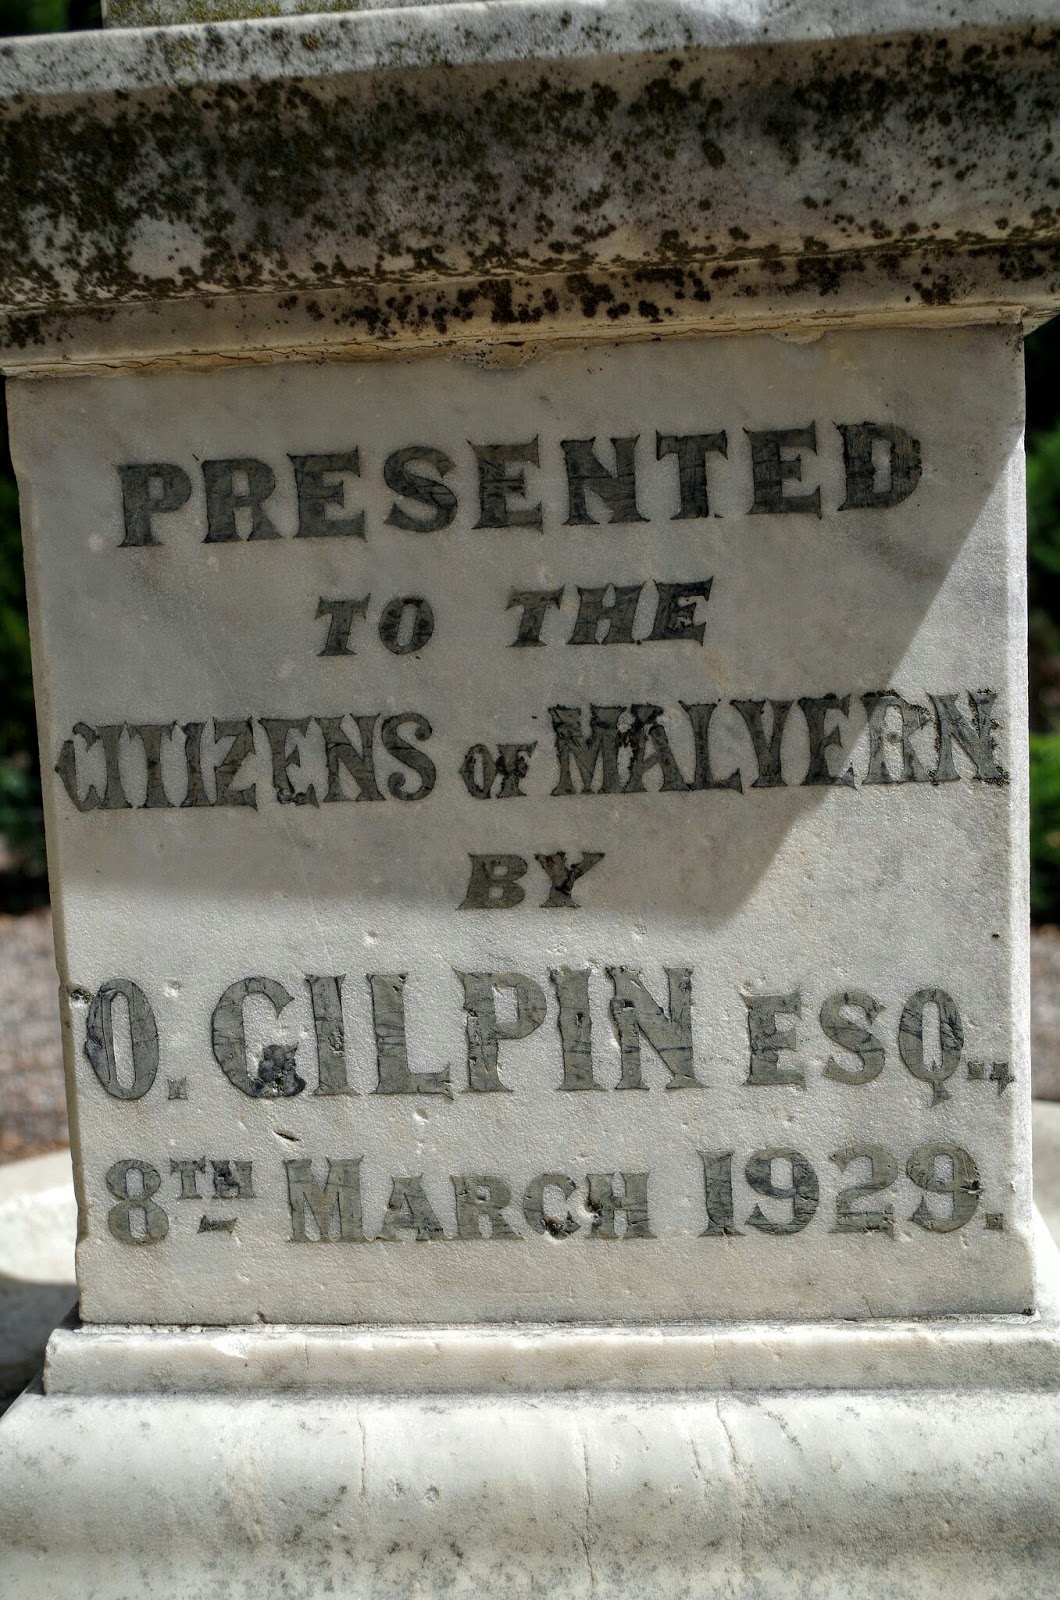 PRESENTED
TO THE
CITIZENS OF MALVERN
BY
O. GILPIN ESQ.,
8TH MARCH 1929.